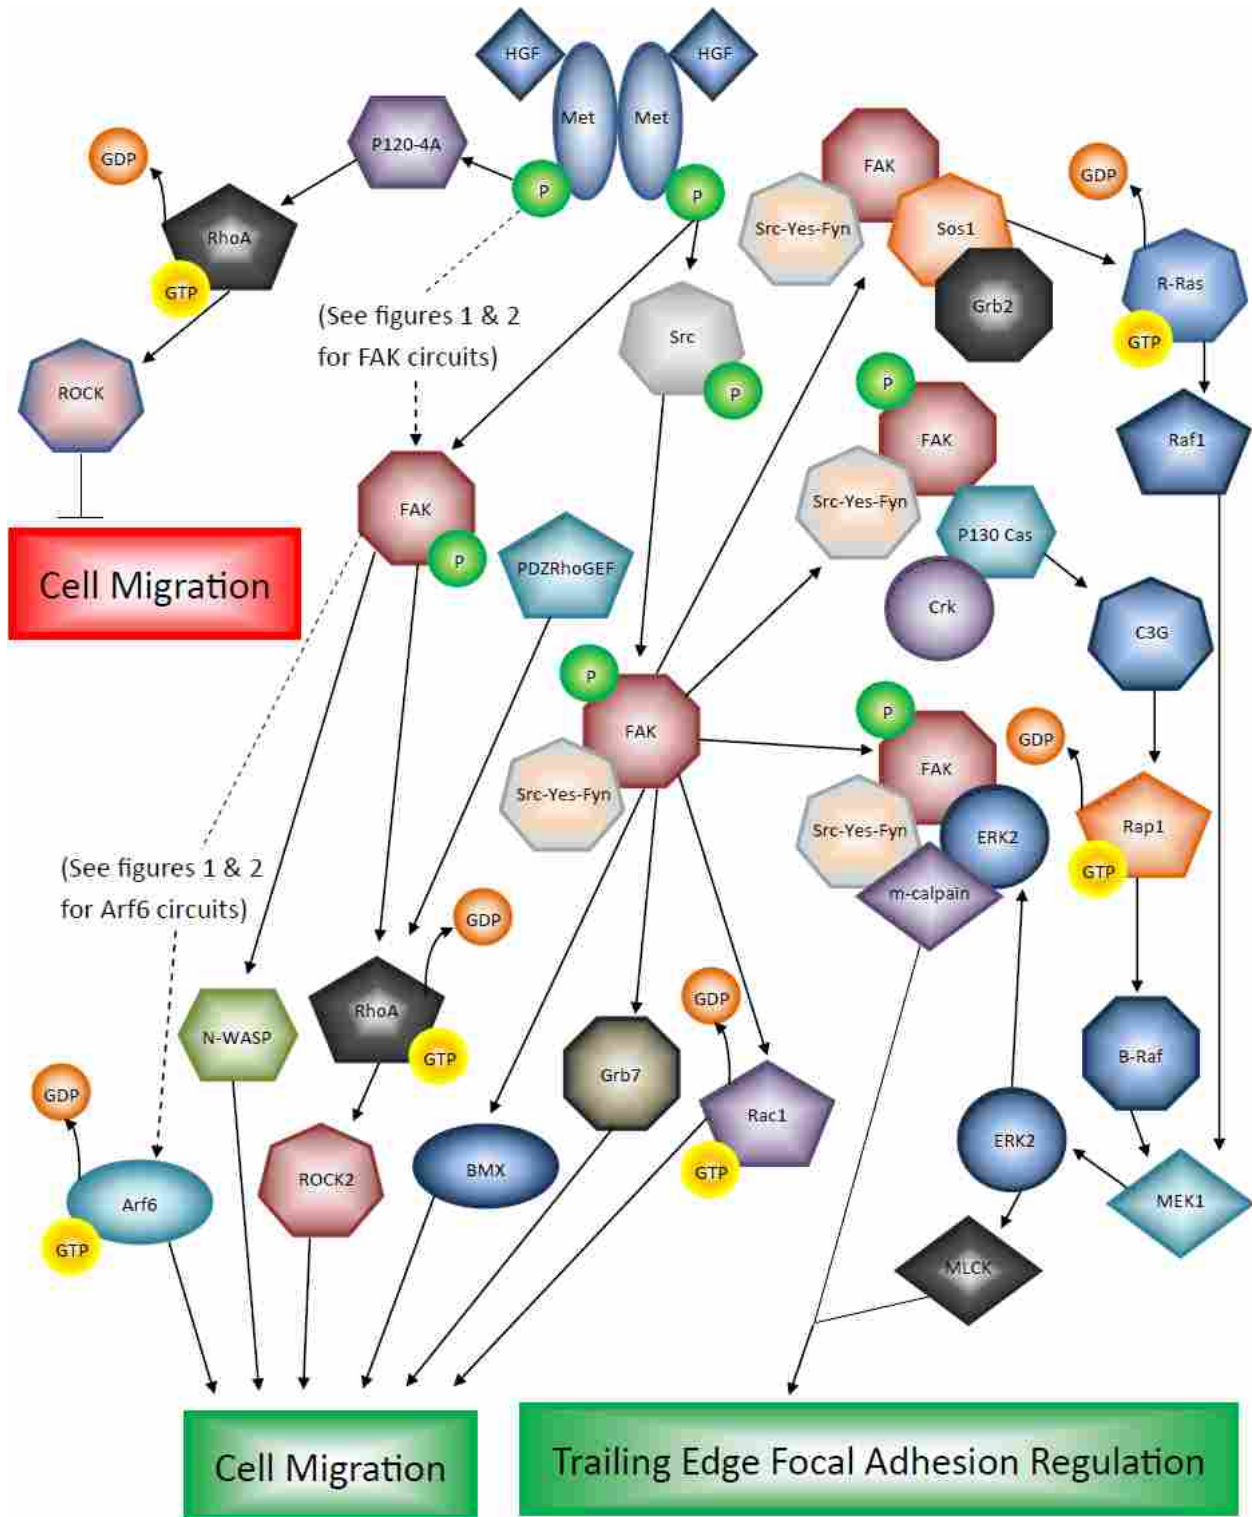 HGF
HGF
Met
Met
P120-4A
P
P
GDP
RhoA
GTP
FAK
Src-Yes-Fyn
Sos1
Grb2
GDP
R-Ras
GTP
(See figures 1 & 2
for FAK circuits)
Src
P
ROCK
Raf1
P
FAK
Src-Yes-Fyn
P130 Cas
Crk
FAK
P
PDZRhoGEF
Cell Migration
C3G
P
FAK
Src-Yes-Fyn
P
FAK
Src-Yes-Fyn
ERK2
m-calpain
GDP
Rap1
GTP
(See figures 1 & 2
for Arf6 circuits)
GDP
RhoA
GTP
N-WASP
GDP
Rac1
GTP
Grb7
B-Raf
GDP
Arf6
GTP
ROCK2
BMX
ERK2
MEK1
MLCK
Cell Migration
Trailing Edge Focal Adhesion Regulation